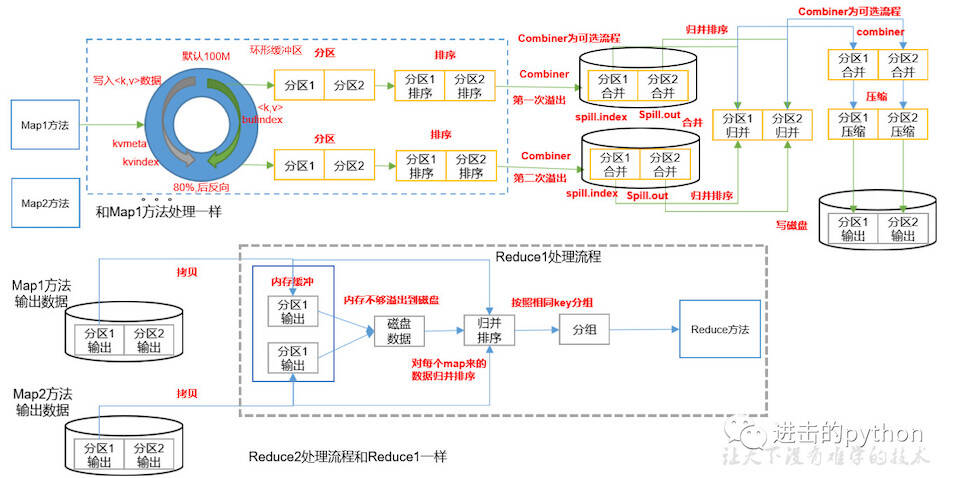 Combiner为可选流程
默认100M
环形缓冲区
分区
排序
Combiner为可选流程
归并排序
combiner
写入<k,v>数据
分区1
分区2
分区1
排序
分区2
排序
Combiner
第一次溢出
分区1
合并
分区2
合并
分区1
合并
分区2
合并
Map1方法
<k,v>
bufindex
spill.index
Spill.out
合并
压缩
kvmeta
kvindex
分区
排序
分区1
归并
分区2
归并
分区1
压缩
分区2
压缩
分区1
分区2
分区1
排序
分区2
排序
Combiner
第二次溢出
分区1
合并
分区2
合并
Map2方法
80%,后反向
。。。
和Map1方法处理一样
spill.index
Spill.out
归并排序
写磁盘
分区1
输出
分区2
输出
Reduce1处理流程
Map1方法
输出数据
拷贝
内存缓冲
分区1
输出
内存不够溢出到磁盘
按照相同key分组
分区1
输出
分区2
输出
磁盘
数据
归并
排序
分组
Reduce方法
分区1
输出
对每个map来的
数据归并排序
Map2方法
输出数据
拷贝
分区1
输出
分区2
输出
Reduce2处理流程和Reduce1一样
进击的python
让天下没有难学的技术